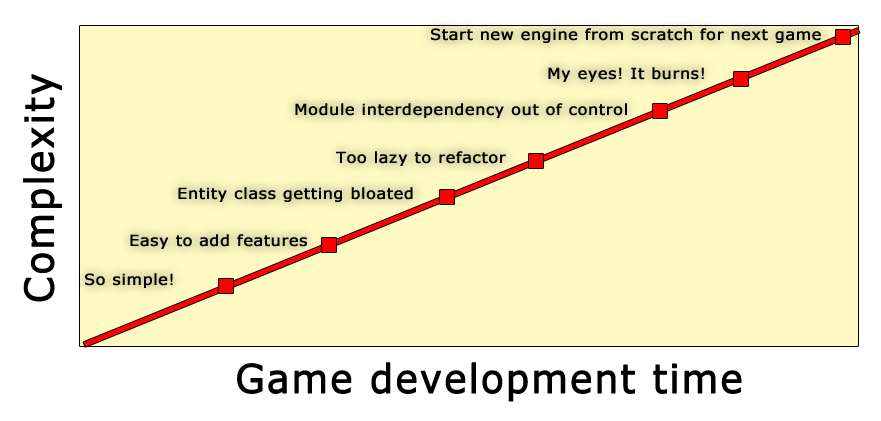 Start new engine from scratch for next game
My eyes! It burns!
Module interdependency out of control
Too lazy to refactor
Entity class getting bloated
Easy to add features
So simple!
Complexity
Game development time